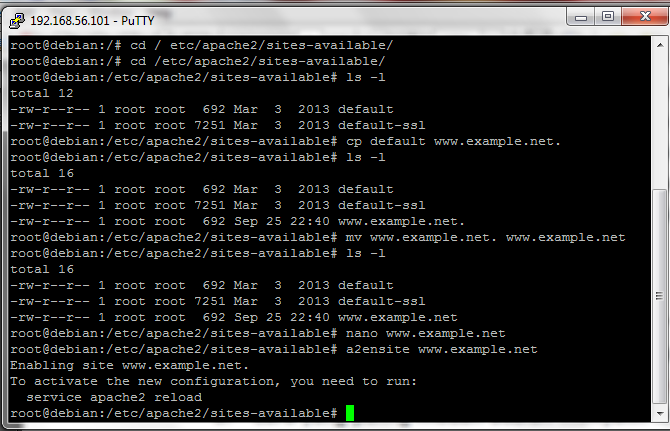 192.168.56.101 - PuTTY
root@debian:/# cd / etc/apache2/sites-available/
root@debian:/# cd /etc/apache2/sites-available/
root@debian:/etc/apache2/sites-available# ls -l
total 12
-rw-r--r-- 1 root root  692 Mar  3  2013 default
-rw-r--r-- 1 root root 7251 Mar  3  2013 default-ssl
root@debian:/etc/apache2/sites-available# cp default www.example.net.
root@debian:/etc/apache2/sites-available# ls -l
total 16
-rw-r--r-- 1 root root  692 Mar  3  2013 default
-rw-r--r-- 1 root root 7251 Mar  3  2013 default-ssl
-rw-r--r-- 1 root root  692 Sep 25 22:40 www.example.net.
root@debian:/etc/apache2/sites-available# mv www.example.net. www.example.net
root@debian:/etc/apache2/sites-available# ls -l
total 16
-rw-r--r-- 1 root root  692 Mar  3  2013 default
-rw-r--r-- 1 root root 7251 Mar  3  2013 default-ssl
-rw-r--r-- 1 root root  692 Sep 25 22:40 www.example.net
root@debian:/etc/apache2/sites-available# nano www.example.net
root@debian:/etc/apache2/sites-available# a2ensite www.example.net
Enabling site www.example.net.
To activate the new configuration, you need to run:
  service apache2 reload
root@debian:/etc/apache2/sites-available#